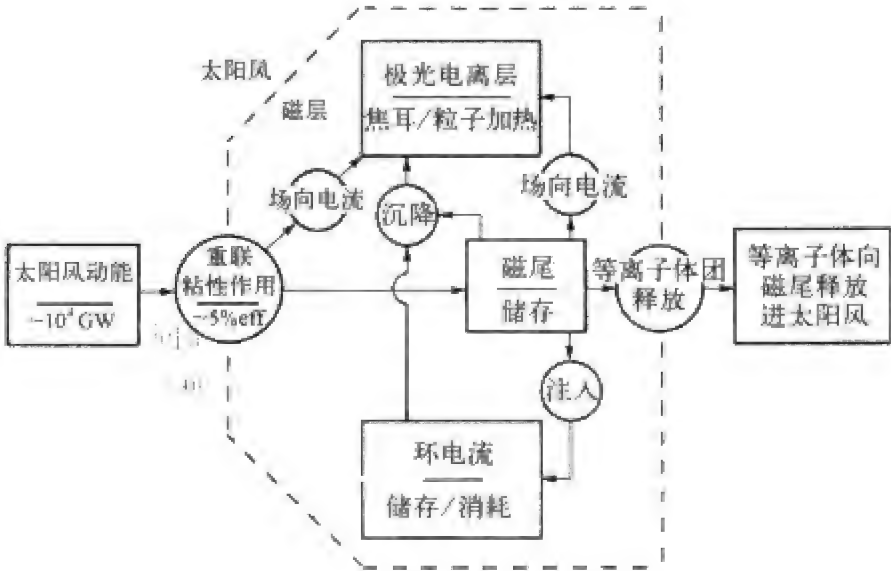 太阳风
磁层
极光电离层
焦耳/粒子加热
场向电流
沉降
场向电流
太阳风动能
~10⁴ GW
重联
粘性作用
~5%eff
磁尾
储存
等离子体团
释放
等离子体向
磁尾释放
进太阳风
注入
环电流
储存/消耗